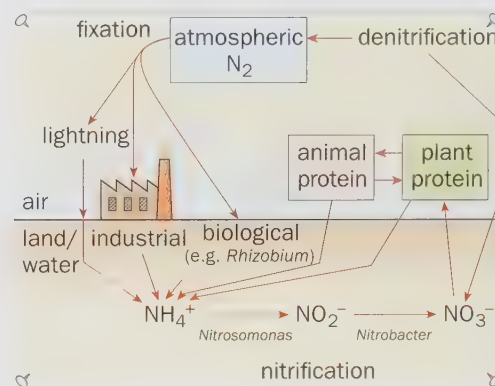 fixation
atmospheric
N₂
denitrification
lightning
animal
protein
plant
protein
air
land/
water
industrial
biological
(e.g. Rhizobium)
NH₄⁺
Nitrosomonas
NO₂⁻
Nitrobacter
NO₃⁻
nitrification